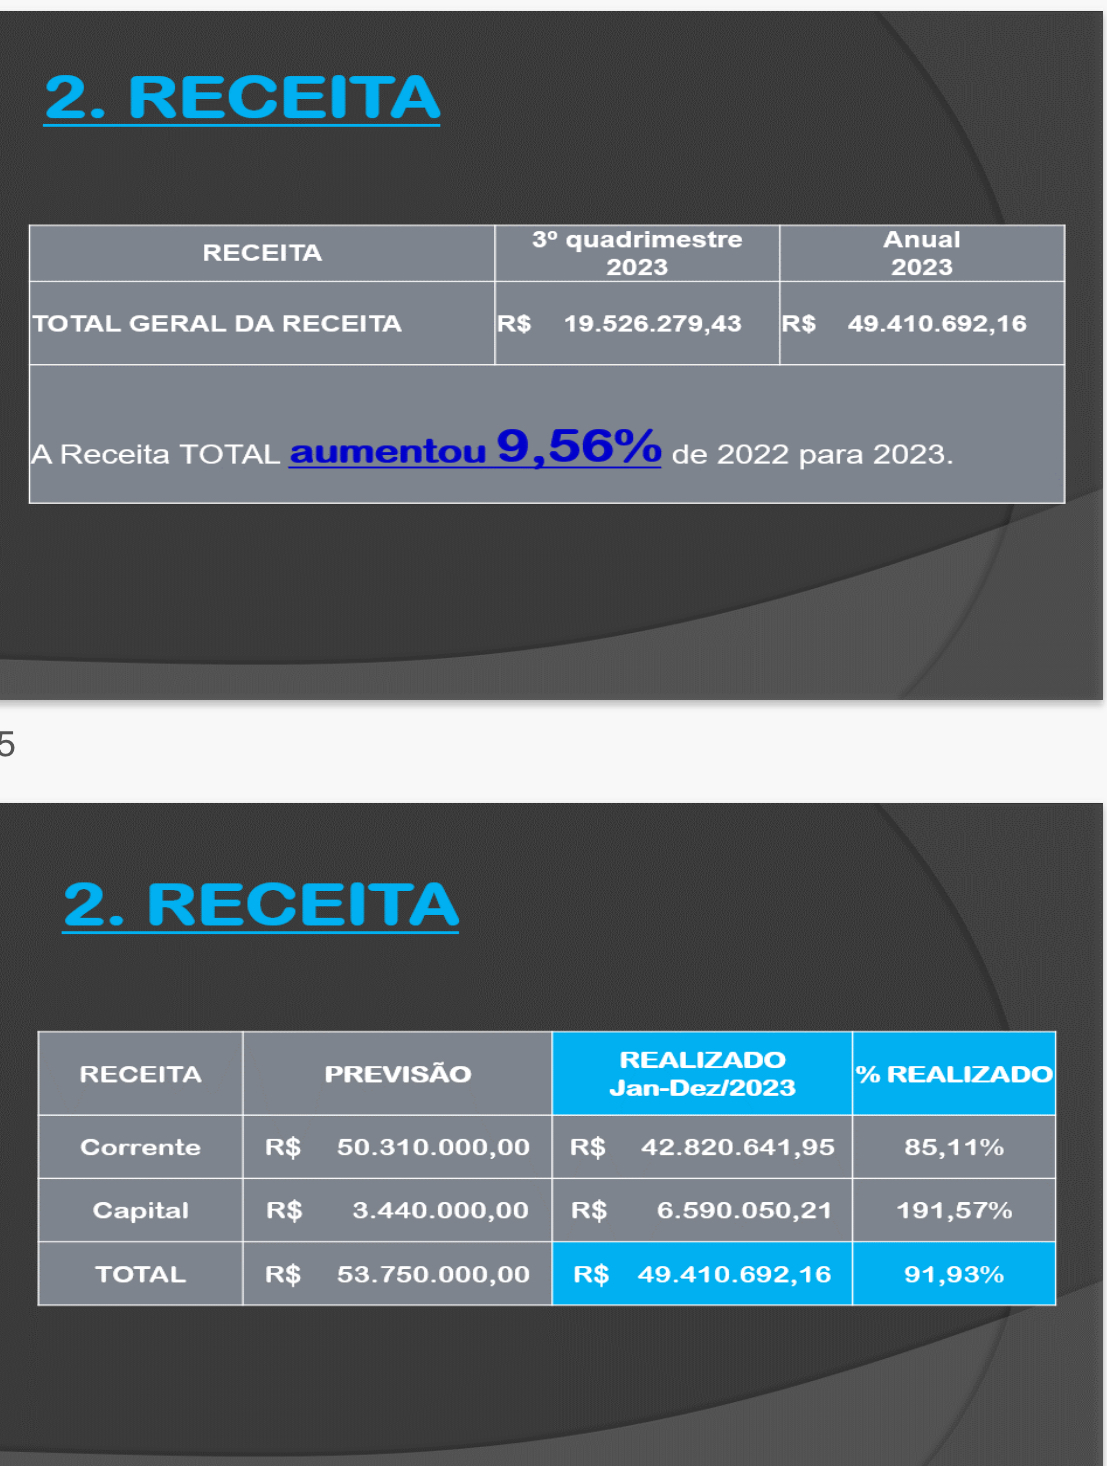 2. RECEITA
RECEITA
3º quadrimestre
2023
Anual
2023
TOTAL GERAL DA RECEITA R$ 19.526.279,43 R$ 49.410.692,16
A Receita TOTAL aumentou 9,56% de 2022 para 2023.
5
2. RECEITA
RECEITA
PREVISÃO
REALIZADO
Jan-Dez/2023
% REALIZADO
Corrente R$ 50.310.000,00 R$ 42.820.641,95 85,11%
Capital R$ 3.440.000,00 R$ 6.590.050,21 191,57%
TOTAL R$ 53.750.000,00 R$ 49.410.692,16 91,93%